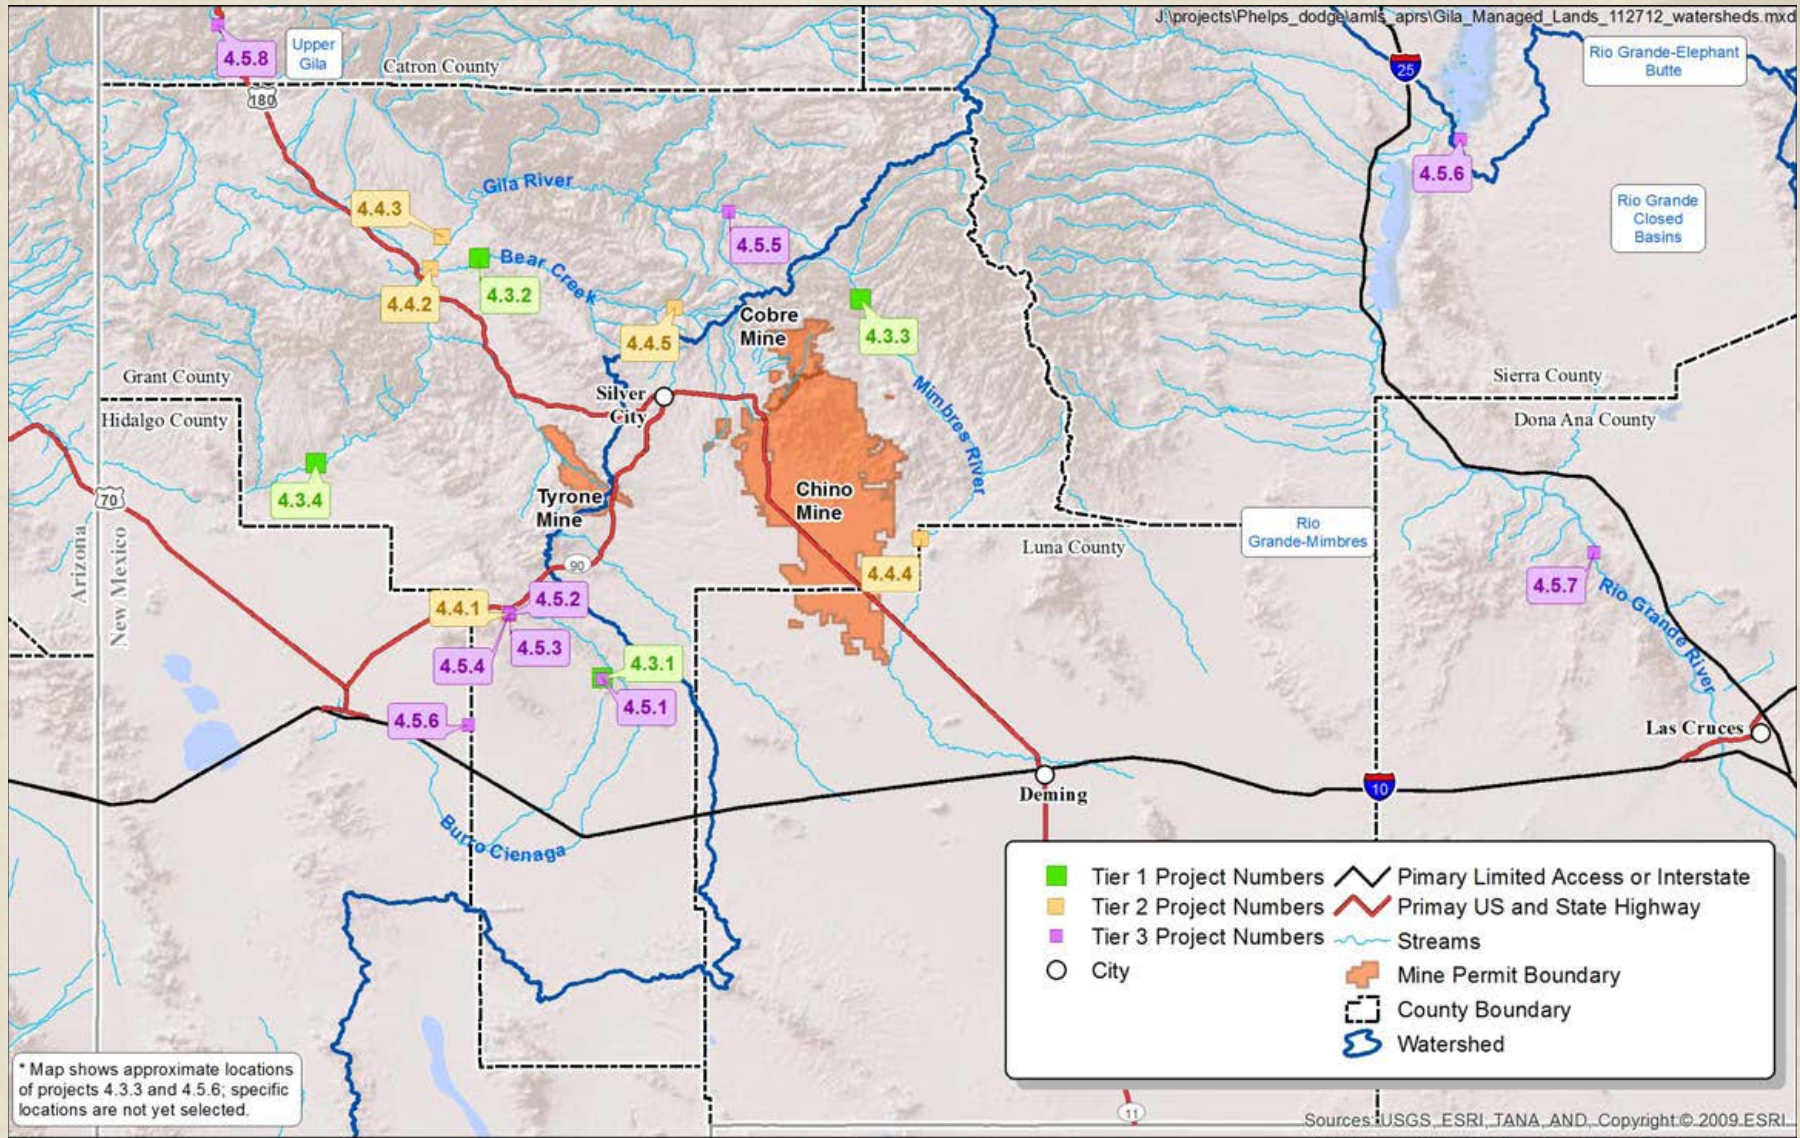 J:\projects\Phelps_dodge\amls_aprs\Gila_Managed_Lands_112712_watersheds.mxd
4.5.8
Upper
Gila
Catron County
180
25
Rio Grande-Elephant
Butte
4.5.6
Gila River
4.4.3
4.5.5
Rio Grande
Closed
Basins
Bear Creek
4.3.2
4.4.2
4.4.5
Cobre
Mine
4.3.3
Grant County
Hidalgo County
Silver
City
Mimbres River
Sierra County
Dona Ana County
4.3.4
70
Tyrone
Mine
Chino
Mine
Rio
Grande-Mimbres
Luna County
Arizona
New Mexico
90
4.4.4
4.5.7
Rio Grande River
4.4.1
4.5.2
4.5.3
4.5.4
4.3.1
4.5.1
4.5.6
Las Cruces
Deming
10
Burro Cienaga
Tier 1 Project Numbers
Tier 2 Project Numbers
Tier 3 Project Numbers
City
Pimary Limited Access or Interstate
Primay US and State Highway
Streams
Mine Permit Boundary
County Boundary
Watershed
* Map shows approximate locations
of projects 4.3.3 and 4.5.6; specific
locations are not yet selected.
11
Sources: USGS, ESRI, TANA, AND, Copyright:© 2009 ESRI